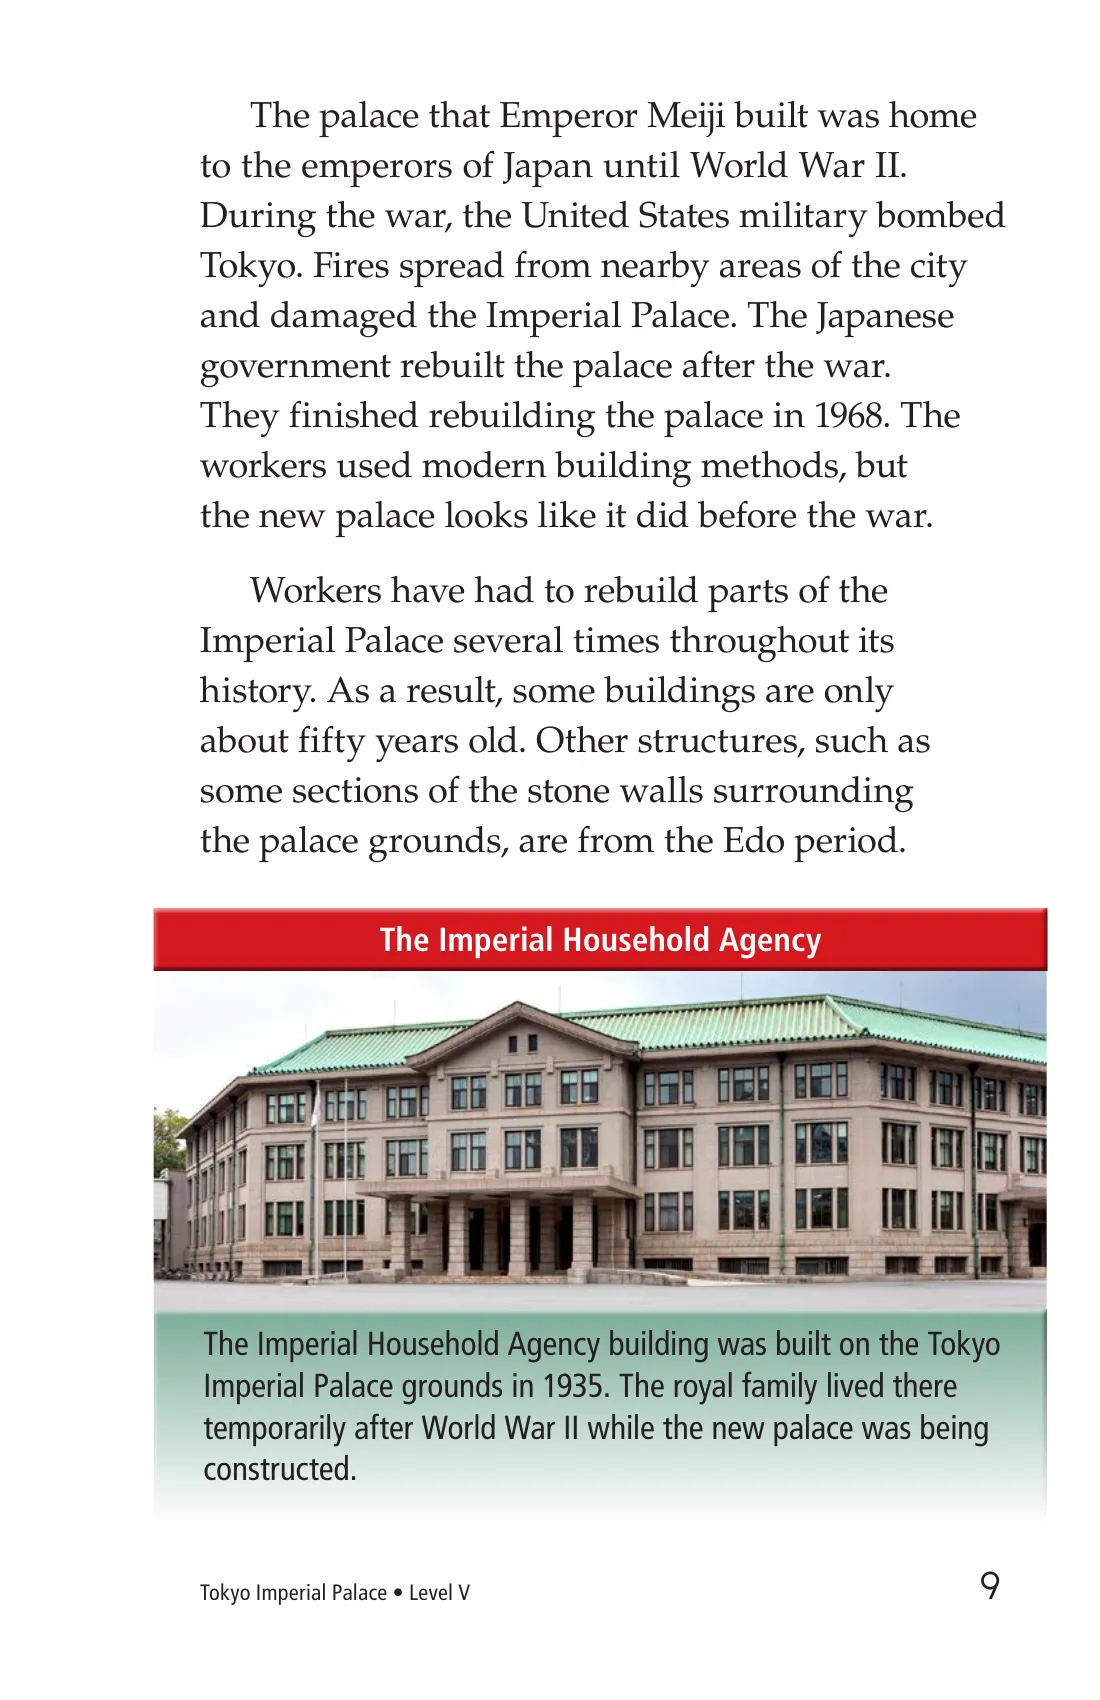 The palace that Emperor Meiji built was home
to the emperors of Japan until World War II.
During the war, the United States military bombed
Tokyo. Fires spread from nearby areas of the city
and damaged the Imperial Palace. The Japanese
government rebuilt the palace after the war.
They finished rebuilding the palace in 1968. The
workers used modern building methods, but
the new palace looks like it did before the war.
Workers have had to rebuild parts of the
Imperial Palace several times throughout its
history. As a result, some buildings are only
about fifty years old. Other structures, such as
some sections of the stone walls surrounding
the palace grounds, are from the Edo period.
The Imperial Household Agency
The Imperial Household Agency building was built on the Tokyo
Imperial Palace grounds in 1935. The royal family lived there
temporarily after World War II while the new palace was being
constructed.
Tokyo Imperial Palace • Level V
9